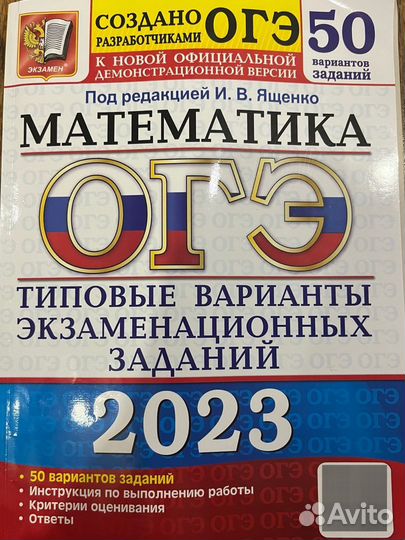 СОЗДАНО
РАЗРАБОТЧИКАМИ ОГЭ
К НОВОЙ ОФИЦИАЛЬНОЙ
ДЕМОНСТРАЦИОННОЙ ВЕРСИИ
50
вариантов
заданий
ЭКЗАМЕН
Под редакцией И. В. Ященко
МАТЕМАТИКА
ОГЭ
ТИПОВЫЕ ВАРИАНТЫ
ЭКЗАМЕНАЦИОННЫХ
ЗАДАНИЙ
2023
• 50 вариантов заданий
• Инструкция по выполнению работы
• Критерии оценивания
• Ответы
Avito